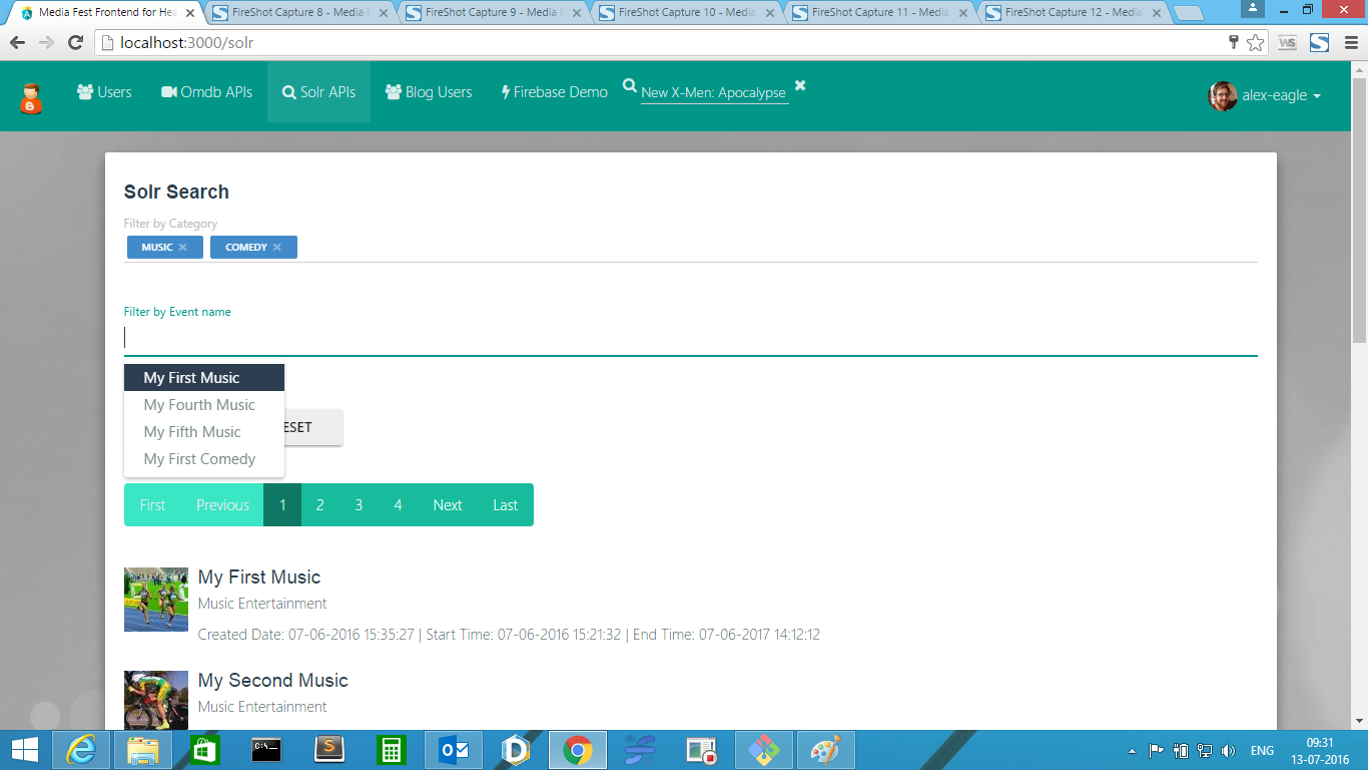 Media Fest Frontend for Hea
FireShot Capture 8 - Media F
FireShot Capture 9 - Media F
FireShot Capture 10 - Media
FireShot Capture 11 - Media
FireShot Capture 12 - Media
localhost:3000/solr
WS
S
Users
Omdb APIs
Solr APIs
Blog Users
Firebase Demo
New X-Men: Apocalypse
alex-eagle
Solr Search
Filter by Category
MUSIC
COMEDY
Filter by Event name
My First Music
My Fourth Music
My Fifth Music
My First Comedy
ESET
First Previous 1 2 3 4 Next Last
My First Music
Music Entertainment
Created Date: 07-06-2016 15:35:27 | Start Time: 07-06-2016 15:21:32 | End Time: 07-06-2017 14:12:12
My Second Music
Music Entertainment
ENG
09:31
13-07-2016